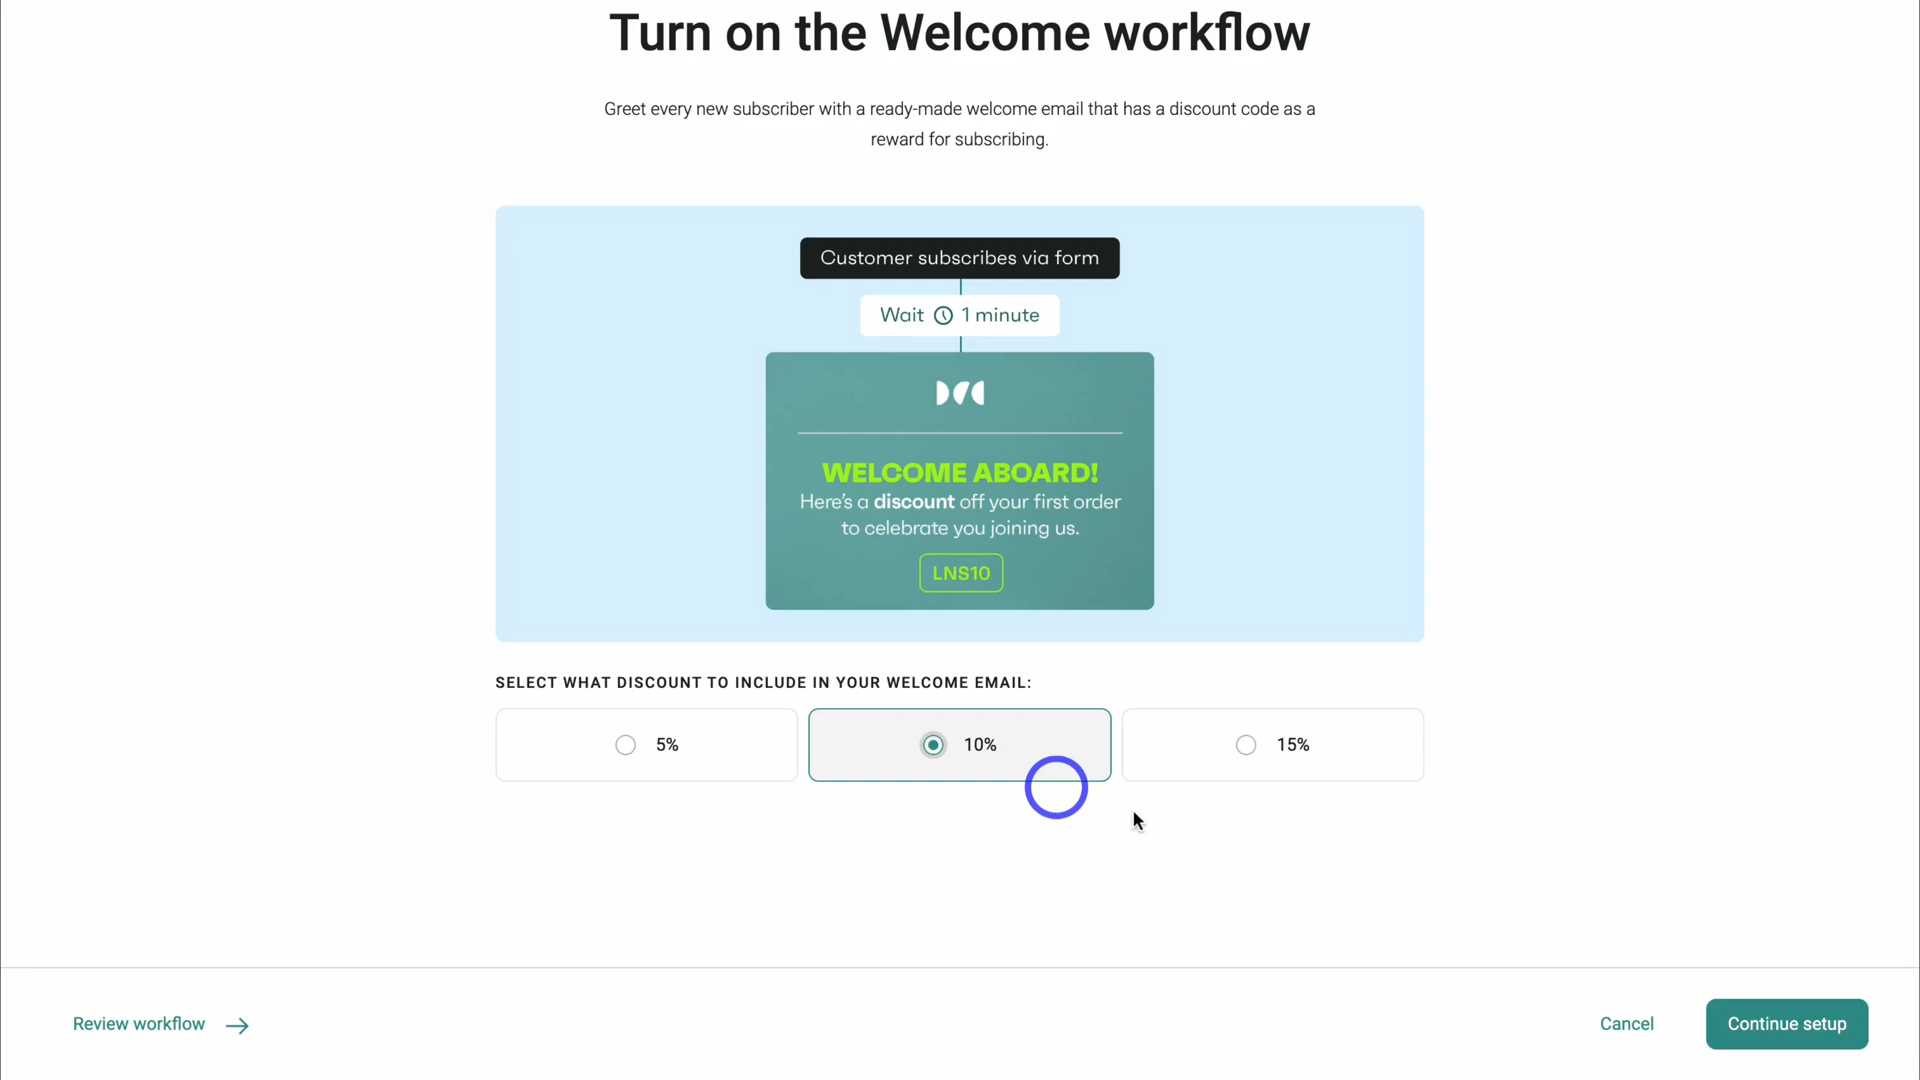 Turn on the Welcome workflow
Greet every new subscriber with a ready-made welcome email that has a discount code as a
reward for subscribing.
Customer subscribes via form
Wait 1 minute
WELCOME ABOARD!
Here's a discount off your first order
to celebrate you joining us.
LNS10
SELECT WHAT DISCOUNT TO INCLUDE IN YOUR WELCOME EMAIL:
5%
10%
15%
Review workflow
Cancel
Continue setup